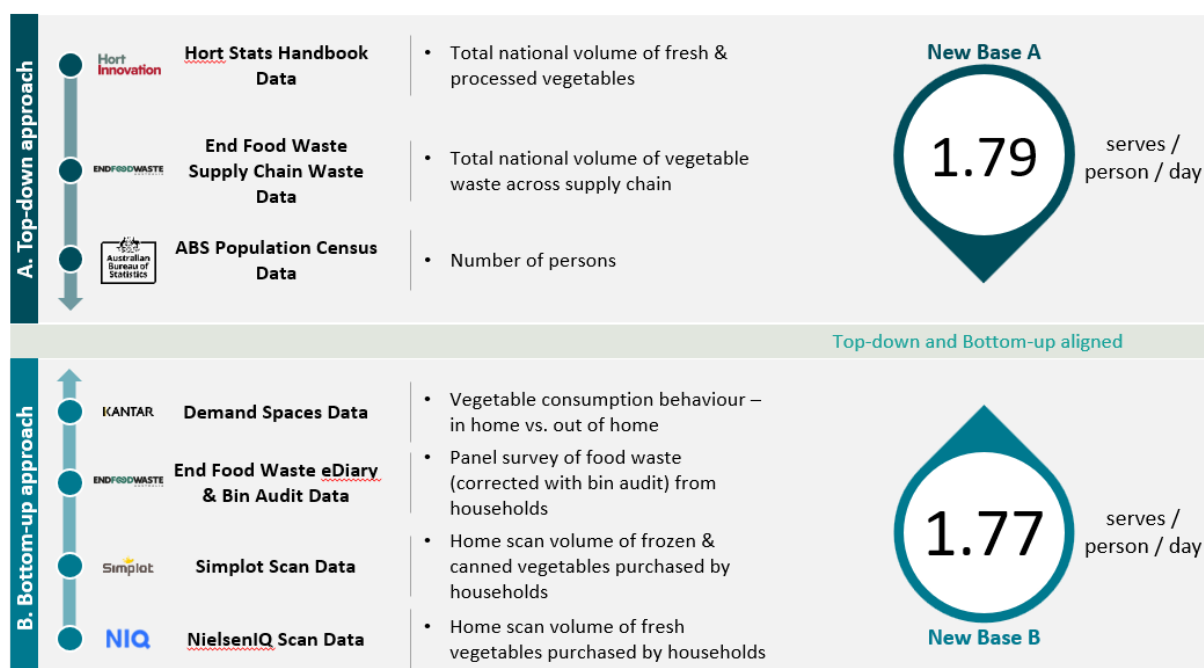 A. Top-down approach
Hort
Innovation
Hort Stats Handbook
Data
• Total national volume of fresh &
processed vegetables
ENDFOODWASTE
AUSTRALIA
End Food Waste
Supply Chain Waste
Data
• Total national volume of vegetable
waste across supply chain
Australian
Bureau of
Statistics
ABS Population Census
Data
• Number of persons
New Base A
1.79
serves /
person / day
Top-down and Bottom-up aligned
B. Bottom-up approach
KANTAR
Demand Spaces Data
• Vegetable consumption behaviour –
in home vs. out of home
ENDFOODWASTE
AUSTRALIA
End Food Waste eDiary
& Bin Audit Data
• Panel survey of food waste
(corrected with bin audit) from
households
Simplot
Simplot Scan Data
• Home scan volume of frozen &
canned vegetables purchased by
households
NIQ
NielsenIQ Scan Data
• Home scan volume of fresh
vegetables purchased by households
1.77
serves /
person / day
New Base B